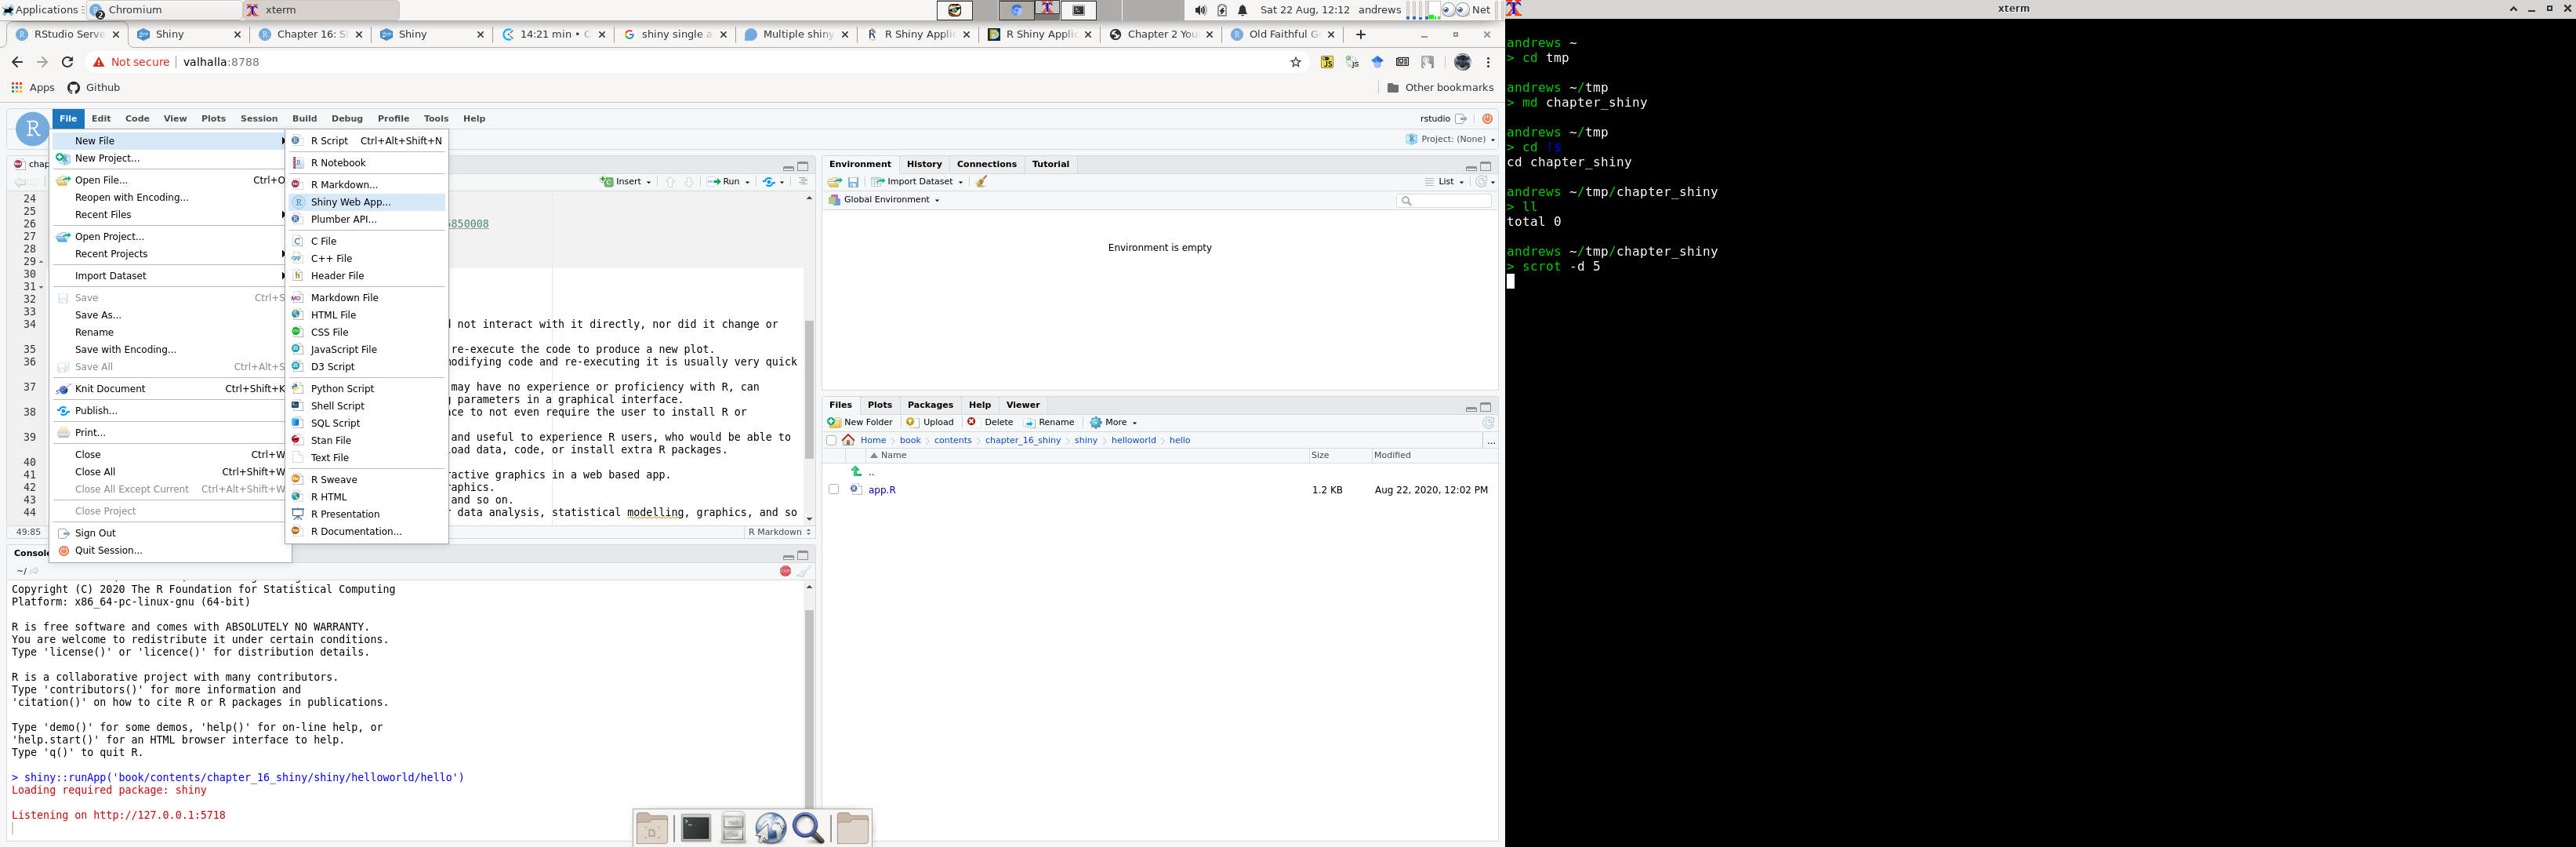 Applications
Chromium
2
xterm
Sat 22 Aug, 12:12
andrews
Net
xterm
RStudio Serve
Shiny
Chapter 16: S
Shiny
14:21 min • C
shiny single a
Multiple shiny
R Shiny Applic
R Shiny Applic
Chapter 2 You
Old Faithful G
Not secure
valhalla:8788
Apps
Github
Other bookmarks
R
File Edit Code View Plots Session Build Debug Profile Tools Help
rstudio
Project: (None)
New File
New Project...
Open File... Ctrl+O
Reopen with Encoding...
Recent Files
Open Project...
Recent Projects
Import Dataset
Save Ctrl+S
Save As...
Rename
Save with Encoding...
Save All Ctrl+Alt+S
Knit Document Ctrl+Shift+K
Publish...
Print...
Close Ctrl+W
Close All Ctrl+Shift+W
Close All Except Current Ctrl+Alt+Shift+W
Close Project
Sign Out
Quit Session...
R Script Ctrl+Alt+Shift+N
R Notebook
R Markdown...
Shiny Web App...
Plumber API...
C File
C++ File
Header File
Markdown File
HTML File
CSS File
JavaScript File
D3 Script
Python Script
Shell Script
SQL Script
Stan File
Text File
R Sweave
R HTML
R Presentation
R Documentation...
chap
Insert
Run
24
25
26 850008
27
28
29
30
31
32
33
34 not interact with it directly, nor did it change or
35 re-execute the code to produce a new plot.
36 modifying code and re-executing it is usually very quick
37 may have no experience or proficiency with R, can
parameters in a graphical interface.
38 ce to not even require the user to install R or
39 and useful to experience R users, who would be able to
oad data, code, or install extra R packages.
40
41 ractive graphics in a web based app.
42 raphics.
43 and so on.
44 data analysis, statistical modelling, graphics, and so
49:85
R Markdown
Consol
~/
Copyright (C) 2020 The R Foundation for Statistical Computing
Platform: x86_64-pc-linux-gnu (64-bit)
R is free software and comes with ABSOLUTELY NO WARRANTY.
You are welcome to redistribute it under certain conditions.
Type 'license()' or 'licence()' for distribution details.
R is a collaborative project with many contributors.
Type 'contributors()' for more information and
'citation()' on how to cite R or R packages in publications.
Type 'demo()' for some demos, 'help()' for on-line help, or
'help.start()' for an HTML browser interface to help.
Type 'q()' to quit R.
> shiny::runApp('book/contents/chapter_16_shiny/shiny/helloworld/hello')
Loading required package: shiny
Listening on http://127.0.0.1:5718
Environment History Connections Tutorial
Import Dataset
List
Global Environment
Environment is empty
Files Plots Packages Help Viewer
New Folder Upload Delete Rename More
Home book contents chapter_16_shiny shiny helloworld hello ...
Name Size Modified
..
app.R 1.2 KB Aug 22, 2020, 12:02 PM
andrews ~
> cd tmp
andrews ~/tmp
> md chapter_shiny
andrews ~/tmp
> cd !$
cd chapter_shiny
andrews ~/tmp/chapter_shiny
> ll
total 0
andrews ~/tmp/chapter_shiny
> scrot -d 5